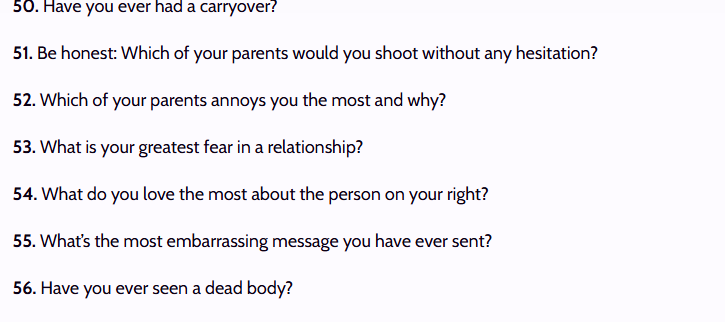 50. Have you ever had a carryover?
51. Be honest: Which of your parents would you shoot without any hesitation?
52. Which of your parents annoys you the most and why?
53. What is your greatest fear in a relationship?
54. What do you love the most about the person on your right?
55. What's the most embarrassing message you have ever sent?
56. Have you ever seen a dead body?